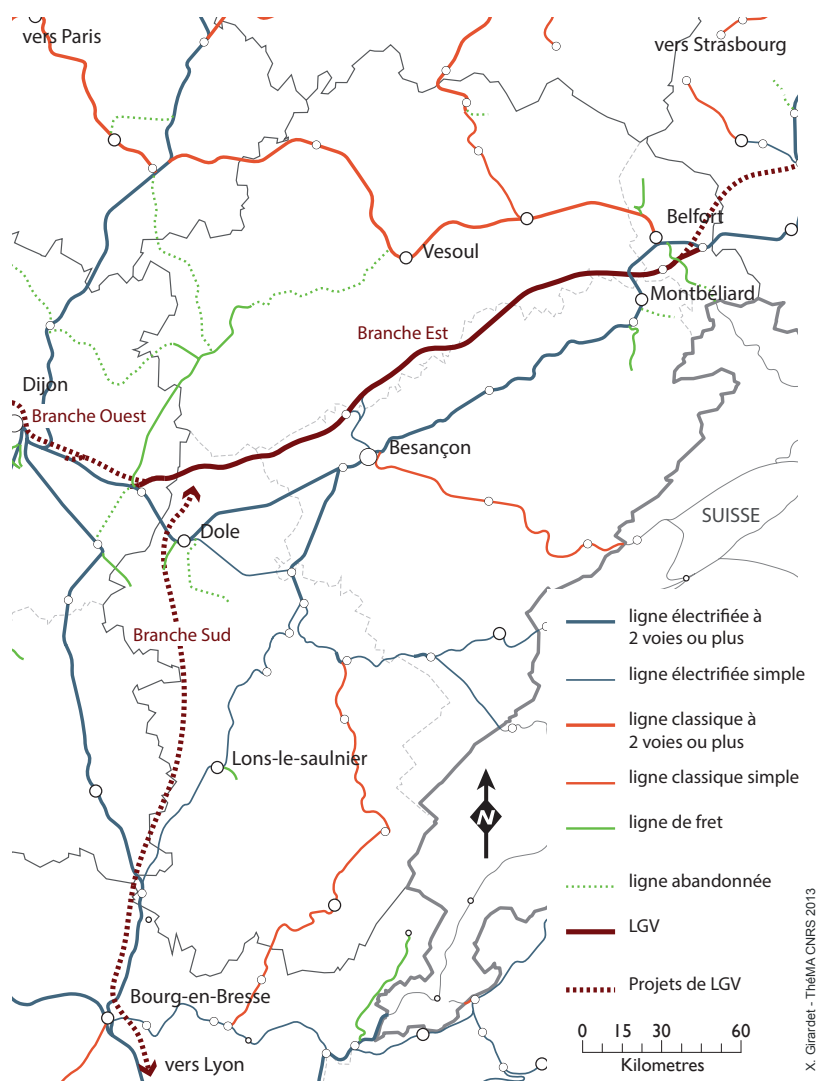 vers Paris
vers Strasbourg
Belfort
Vesoul
Montbéliard
Branche Est
Dijon
Branche Ouest
Besançon
SUISSE
Dole
ligne électrifiée à
2 voies ou plus
Branche Sud
ligne électrifiée simple
ligne classique à
2 voies ou plus
Lons-le-saulnier
ligne classique simple
N
ligne de fret
ligne abandonnée
LGV
Projets de LGV
Bourg-en-Bresse
0 15 30 60
Kilometres
vers Lyon
X. Girardet - ThéMA CNRS 2013